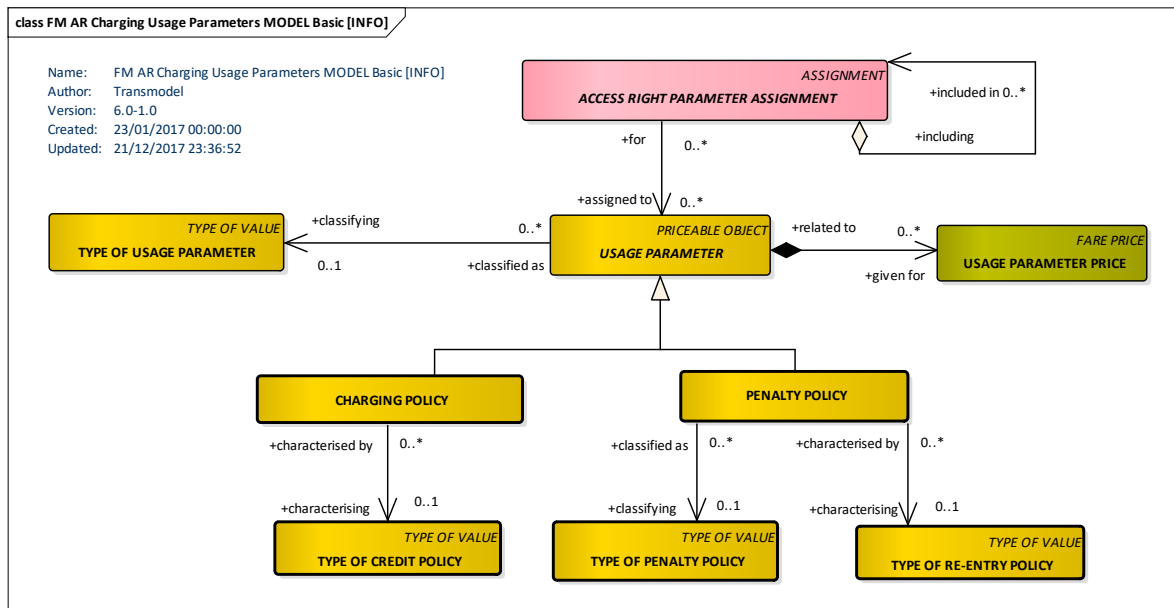 class FM AR Charging Usage Parameters MODEL Basic [INFO]
Name: FM AR Charging Usage Parameters MODEL Basic [INFO]
Author: Transmodel
Version: 6.0-1.0
Created: 23/01/2017 00:00:00
Updated: 21/12/2017 23:36:52
ASSIGNMENT
ACCESS RIGHT PARAMETER ASSIGNMENT
+included in 0..*
+including
+for
0..*
+assigned to
0..*
TYPE OF VALUE
TYPE OF USAGE PARAMETER
+classifying
0..1
0..*
+classified as
PRICEABLE OBJECT
USAGE PARAMETER
+related to
0..*
+given for
FARE PRICE
USAGE PARAMETER PRICE
CHARGING POLICY
PENALTY POLICY
+characterised by
0..*
+characterising
0..1
+classified as
0..*
+classifying
0..1
+characterised by
0..*
+characterising
0..1
TYPE OF VALUE
TYPE OF CREDIT POLICY
TYPE OF VALUE
TYPE OF PENALTY POLICY
TYPE OF VALUE
TYPE OF RE-ENTRY POLICY